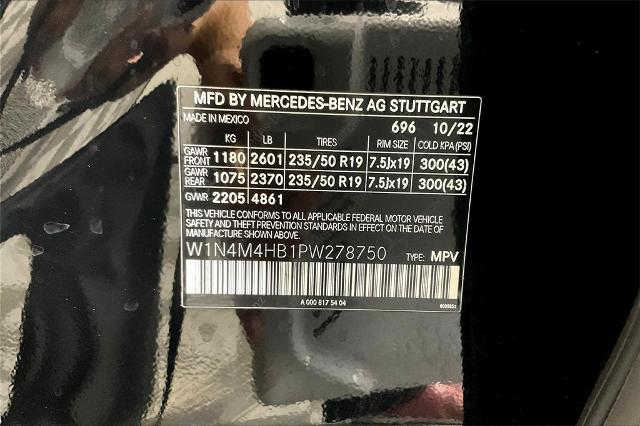 MFD BY MERCEDES-BENZ AG STUTTGART
MADE IN MEXICO 696 10/22
KG LB TIRES RIM SIZE COLD KPA (PSI)
GAWR FRONT 1180 2601 235/50 R19 7.5Jx19 300(43)
GAWR REAR 1075 2370 235/50 R19 7.5Jx19 300(43)
GVWR 2205 4861
THIS VEHICLE CONFORMS TO ALL APPLICABLE FEDERAL MOTOR VEHICLE
SAFETY AND THEFT PREVENTION STANDARDS IN EFFECT ON THE DATE OF
MANUFACTURE SHOWN ABOVE.
W1N4M4HB1PW278750 TYPE: MPV
A 000 817 54 04